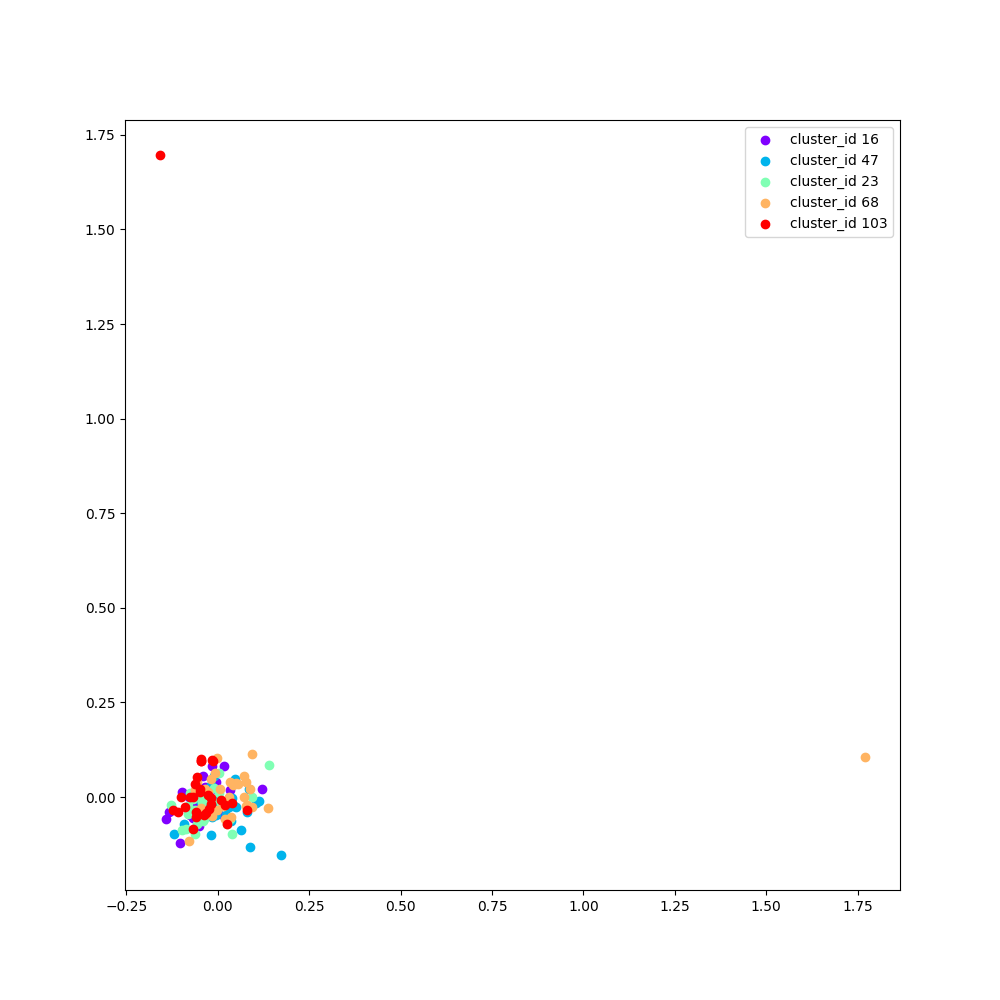 cluster_id 16
cluster_id 47
cluster_id 23
cluster_id 68
cluster_id 103
1.75
1.50
1.25
1.00
0.75
0.50
0.25
0.00
−0.25 0.00 0.25 0.50 0.75 1.00 1.25 1.50 1.75